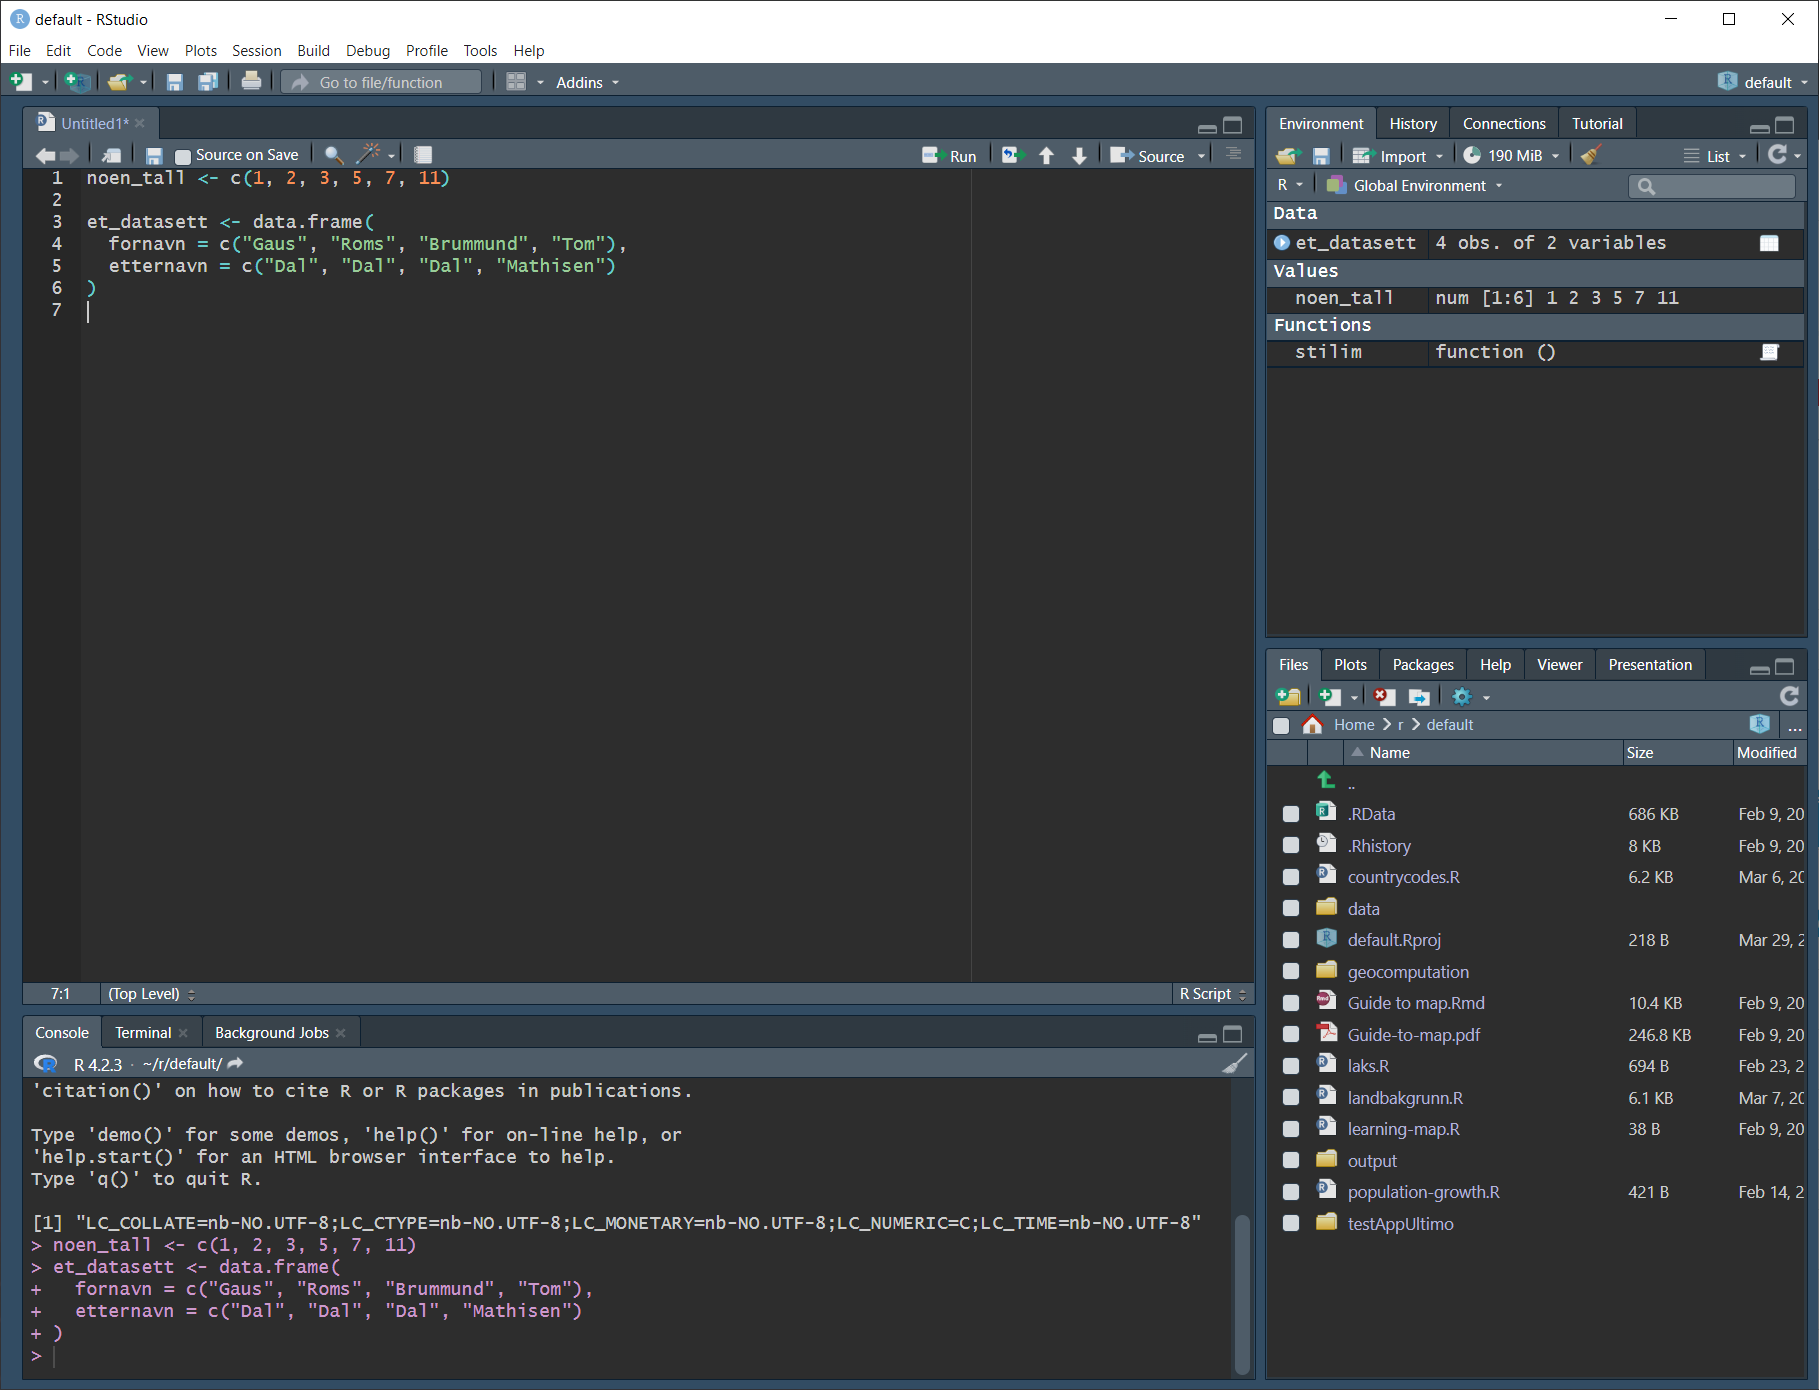 default - RStudio
File Edit Code View Plots Session Build Debug Profile Tools Help
Go to file/function Addins default
Untitled1*
Source on Save Run Source
1 noen_tall <- c(1, 2, 3, 5, 7, 11)
2
3 et_datasett <- data.frame(
4 fornavn = c("Gaus", "Roms", "Brummund", "Tom"),
5 etternavn = c("Dal", "Dal", "Dal", "Mathisen")
6 )
7
7:1 (Top Level) R Script
Console Terminal Background Jobs
R 4.2.3 · ~/r/default/
'citation()' on how to cite R or R packages in publications.
Type 'demo()' for some demos, 'help()' for on-line help, or
'help.start()' for an HTML browser interface to help.
Type 'q()' to quit R.
[1] "LC_COLLATE=nb-NO.UTF-8;LC_CTYPE=nb-NO.UTF-8;LC_MONETARY=nb-NO.UTF-8;LC_NUMERIC=C;LC_TIME=nb-NO.UTF-8"
> noen_tall <- c(1, 2, 3, 5, 7, 11)
> et_datasett <- data.frame(
+ fornavn = c("Gaus", "Roms", "Brummund", "Tom"),
+ etternavn = c("Dal", "Dal", "Dal", "Mathisen")
+ )
>
Environment History Connections Tutorial
Import 190 MiB List
R Global Environment
Data
et_datasett 4 obs. of 2 variables
Values
noen_tall num [1:6] 1 2 3 5 7 11
Functions
stilim function ()
Files Plots Packages Help Viewer Presentation
Home r default ...
Name Size Modified
..
.RData 686 KB Feb 9, 20
.Rhistory 8 KB Feb 9, 20
countrycodes.R 6.2 KB Mar 6, 20
data
default.Rproj 218 B Mar 29, 2
geocomputation
Guide to map.Rmd 10.4 KB Feb 9, 20
Guide-to-map.pdf 246.8 KB Feb 9, 20
laks.R 694 B Feb 23, 2
landbakgrunn.R 6.1 KB Mar 7, 20
learning-map.R 38 B Feb 9, 20
output
population-growth.R 421 B Feb 14, 2
testAppUltimo